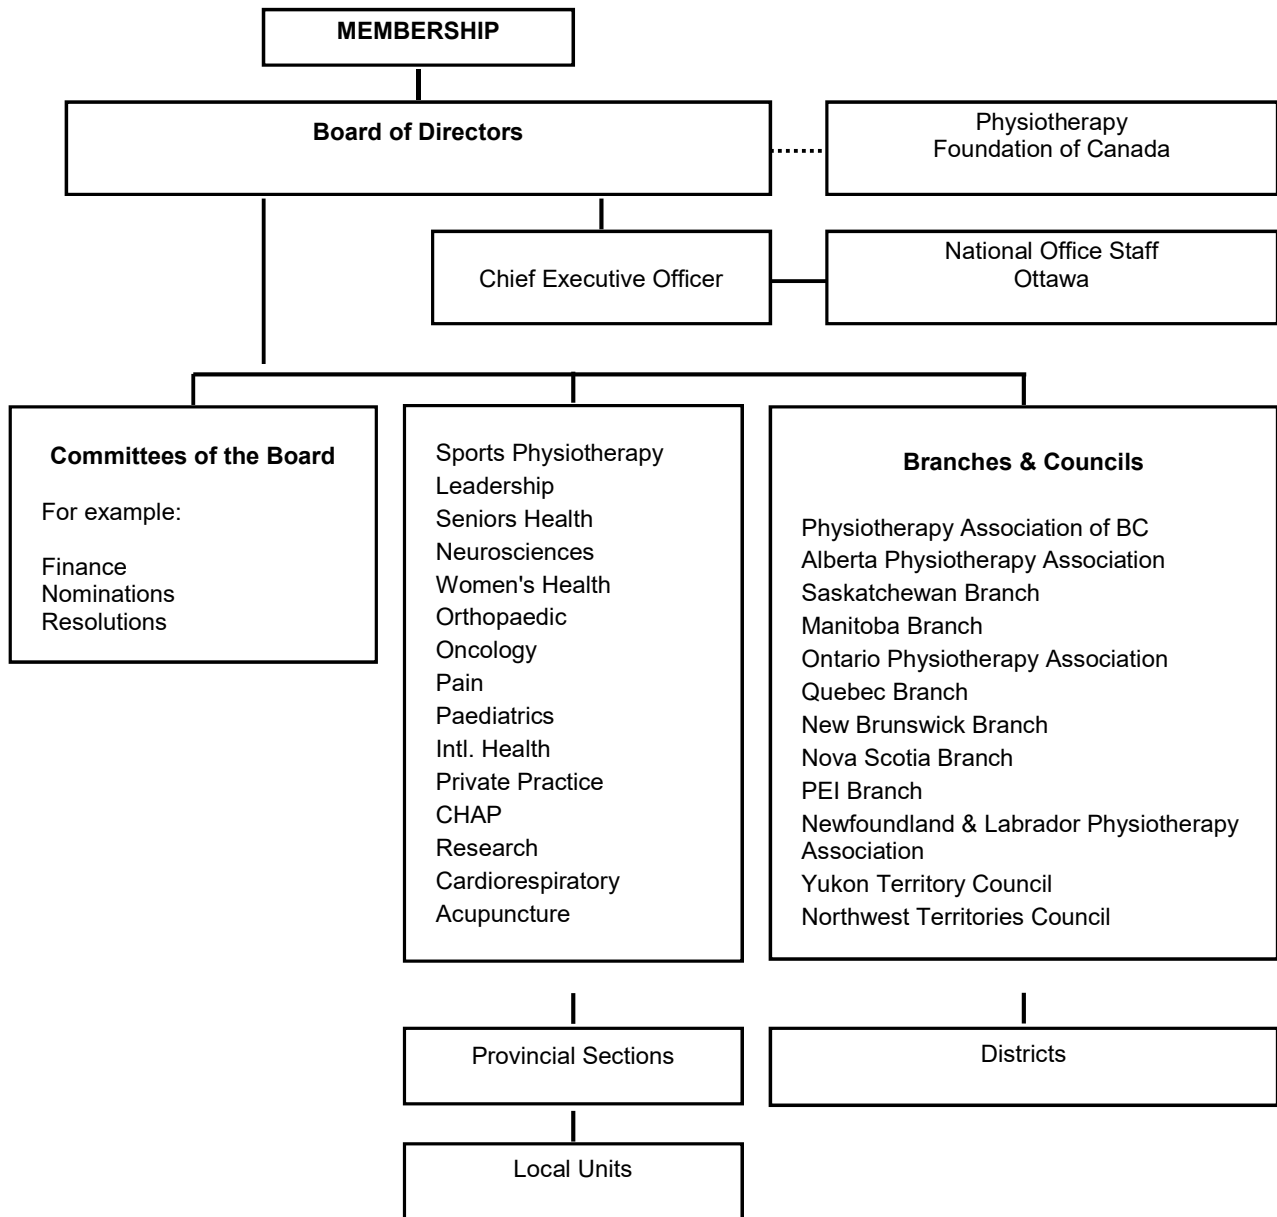 MEMBERSHIP
Board of Directors
Physiotherapy
Foundation of Canada
Chief Executive Officer
National Office Staff
Ottawa
Committees of the Board
For example:
Finance
Nominations
Resolutions
Sports Physiotherapy
Leadership
Seniors Health
Neurosciences
Women's Health
Orthopaedic
Oncology
Pain
Paediatrics
Intl. Health
Private Practice
CHAP
Research
Cardiorespiratory
Acupuncture
Branches & Councils
Physiotherapy Association of BC
Alberta Physiotherapy Association
Saskatchewan Branch
Manitoba Branch
Ontario Physiotherapy Association
Quebec Branch
New Brunswick Branch
Nova Scotia Branch
PEI Branch
Newfoundland & Labrador Physiotherapy
Association
Yukon Territory Council
Northwest Territories Council
Provincial Sections
Districts
Local Units